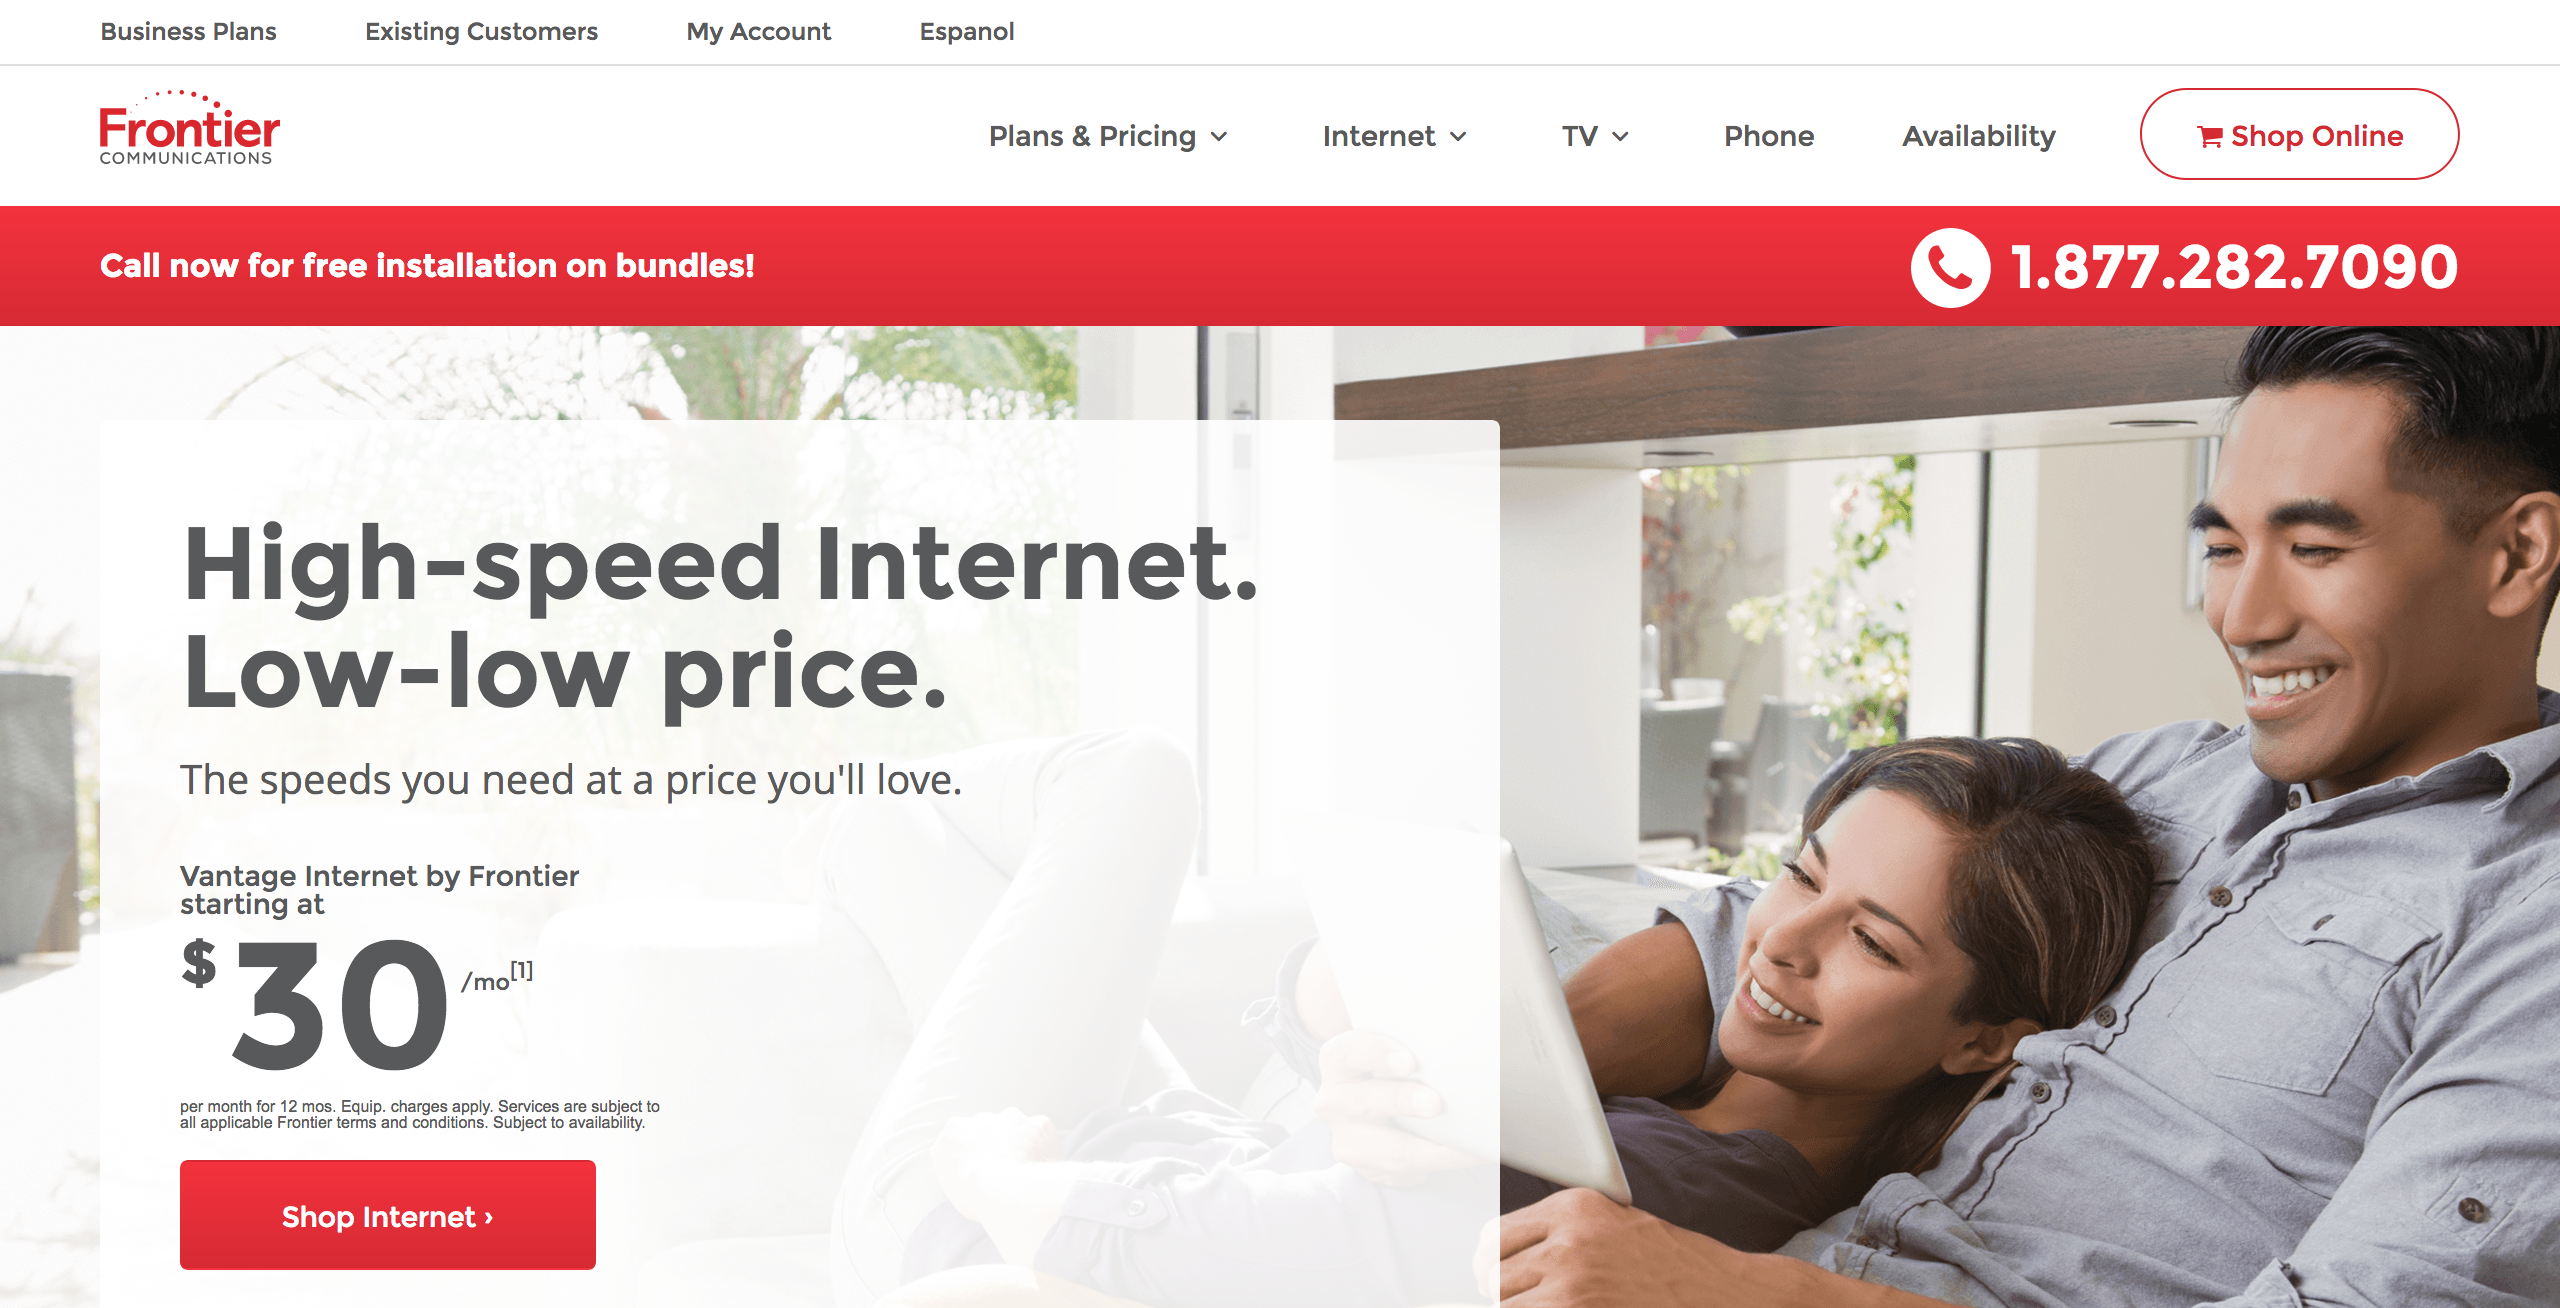 Business Plans Existing Customers My Account Espanol
Frontier
COMMUNICATIONS
Plans & Pricing Internet TV Phone Availability Shop Online
Call now for free installation on bundles! 1.877.282.7090
High-speed Internet.
Low-low price.
The speeds you need at a price you'll love.
Vantage Internet by Frontier
starting at
$30 /mo[1]
per month for 12 mos. Equip. charges apply. Services are subject to
all applicable Frontier terms and conditions. Subject to availability.
Shop Internet ›